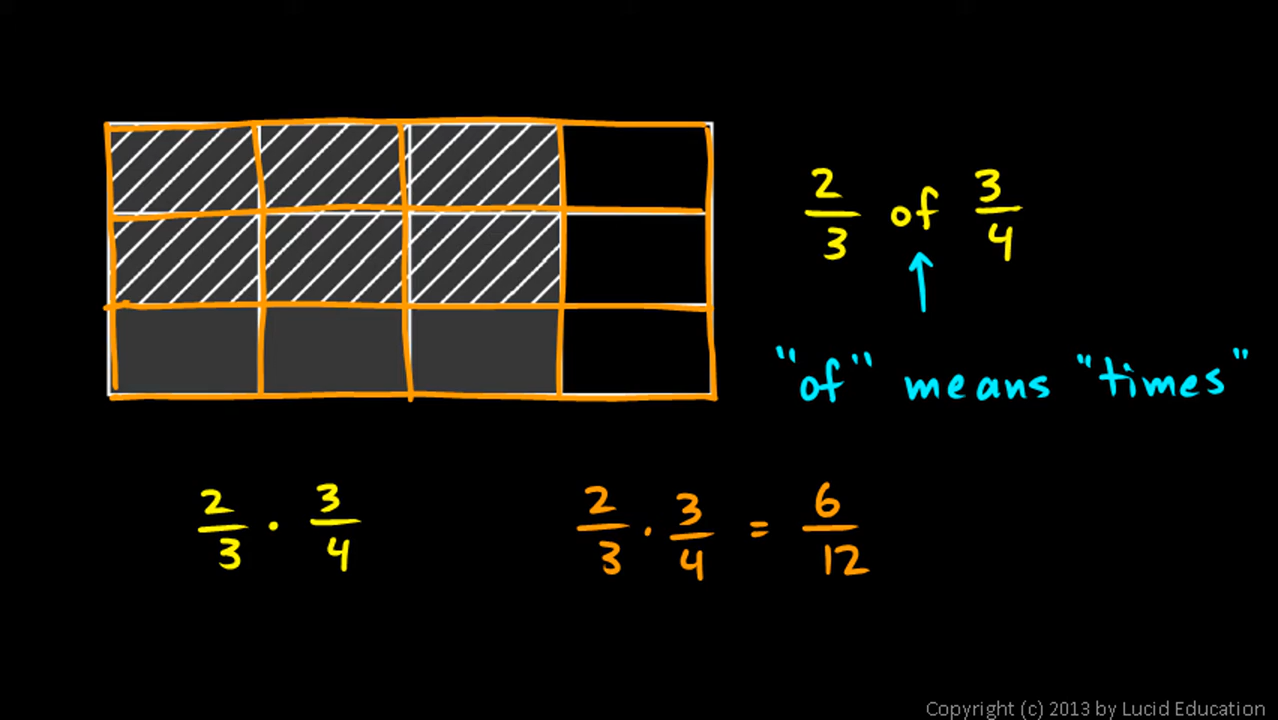 2/3 of 3/4
"of" means "times"
2/3 · 3/4
2/3 · 3/4 = 6/12
Copyright (c) 2013 by Lucid Education